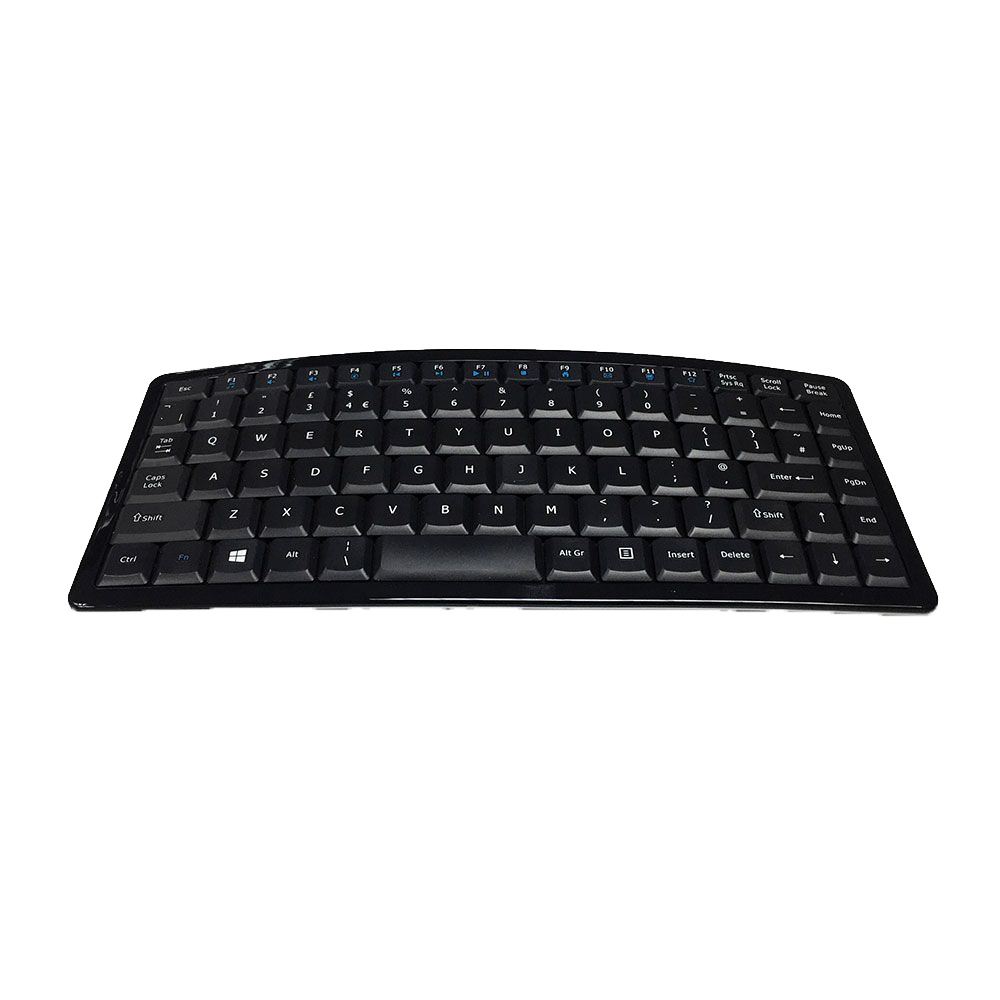 Esc F1 F2 F3 F4 F5 F6 F7 F8 F9 F10 F11 F12 Prtsc Scroll Pause
Sys Rq Lock Break
! " £ $ % ^ & * ( ) - +
1 2 3 4 € 5 6 7 8 9 0 = ← Home
Tab Q W E R T Y U I O P { } ~ PgUp
[ ] #
Caps A S D F G H J K L : @ Enter PgDn
Lock ; '
⇧ Shift Z X C V B N M < > ? ⇧ Shift ↑ End
, . /
Ctrl Fn Alt ¦ Alt Gr Insert Delete ← ↓ →
\